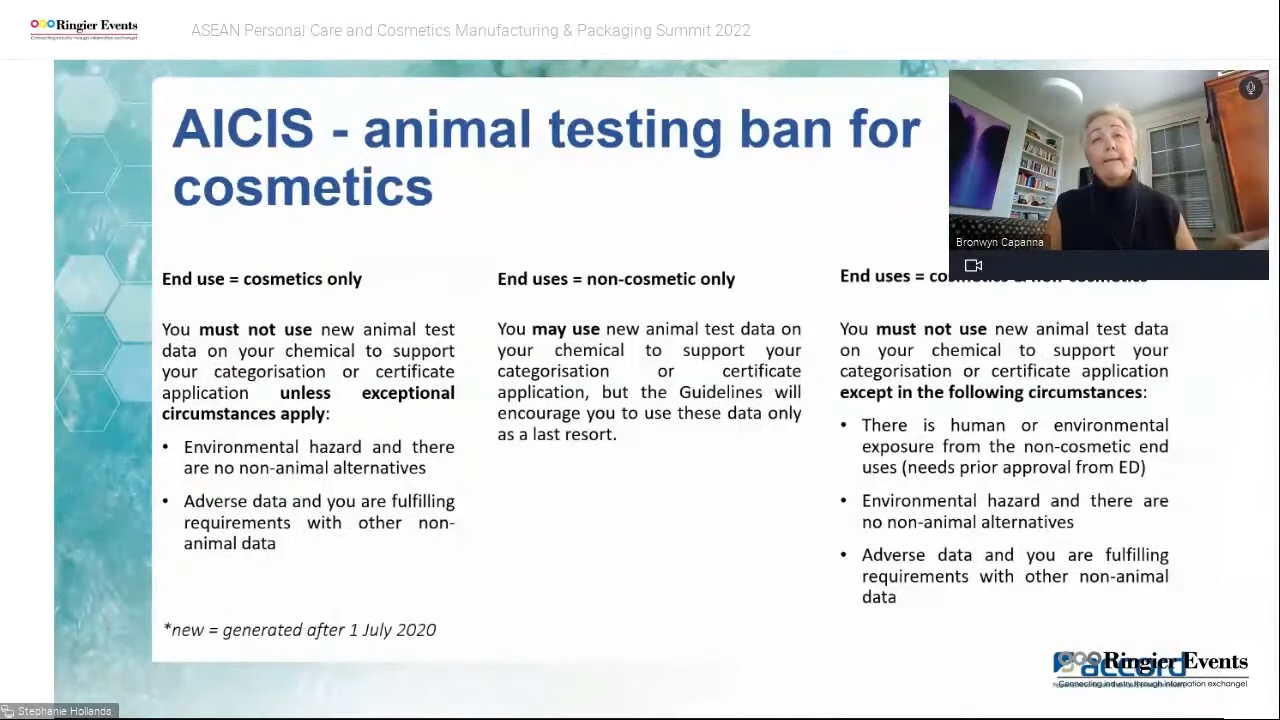 Ringier Events
Connecting industry through information exchange!
ASEAN Personal Care and Cosmetics Manufacturing & Packaging Summit 2022
AICIS - animal testing ban for
cosmetics
Bronwyn Capanna
End use = cosmetics only
You must not use new animal test
data on your chemical to support
your categorisation or certificate
application unless exceptional
circumstances apply:
• Environmental hazard and there
are no non-animal alternatives
• Adverse data and you are fulfilling
requirements with other non-
animal data
*new = generated after 1 July 2020
End uses = non-cosmetic only
You may use new animal test data on
your chemical to support your
categorisation or certificate
application, but the Guidelines will
encourage you to use these data only
as a last resort.
End uses =
You must not use new animal test data
on your chemical to support your
categorisation or certificate application
except in the following circumstances:
• There is human or environmental
exposure from the non-cosmetic end
uses (needs prior approval from ED)
• Environmental hazard and there are
no non-animal alternatives
• Adverse data and you are fulfilling
requirements with other non-animal
data
accord
Ringier Events
Connecting industry through information exchange!
Stephanie Hollands